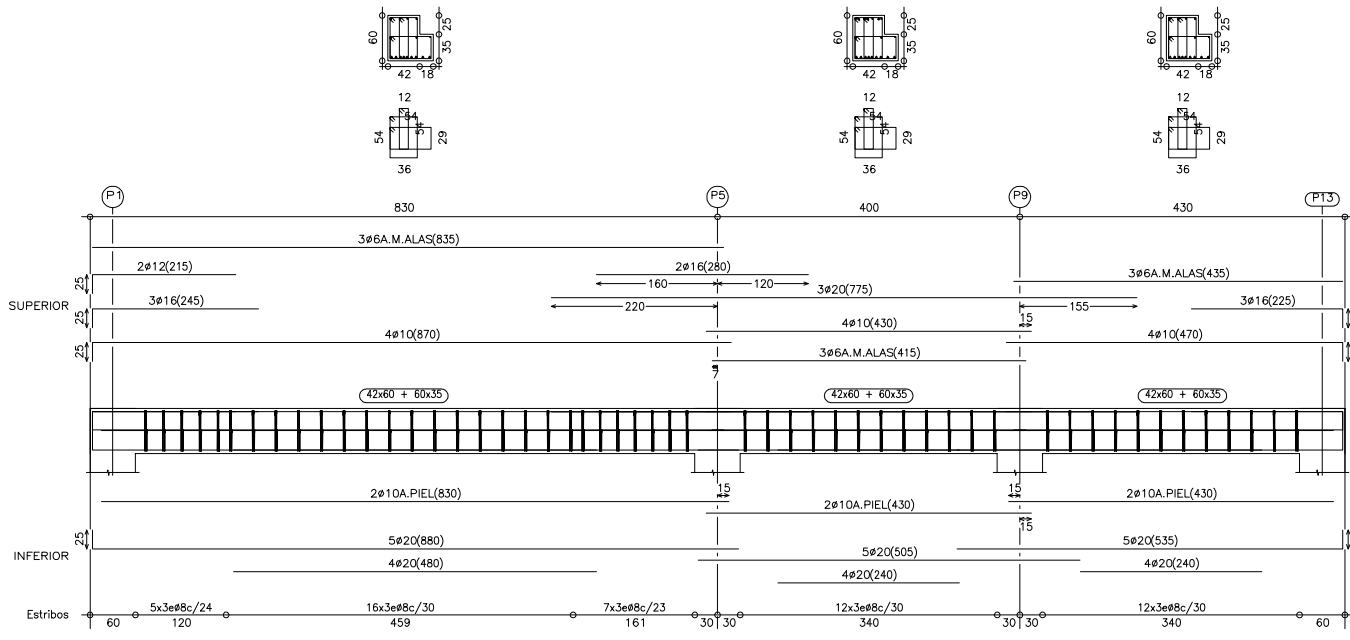 25 25 25
60 60 60
35 35 35
42 18 42 18 42 18
12 12 12
54 54 54
54 54 29 54 54 29 54 54 29
36 36 36
P1 P5 P9 P13
830 400 430
3ø6A.M.ALAS(835)
2ø12(215) 2ø16(280) 3ø6A.M.ALAS(435)
25 160 120
SUPERIOR 3ø16(245) 3ø20(775) 3ø16(225)
25 220 155
4ø10(430) 15
4ø10(870) 4ø10(470)
25 3ø6A.M.ALAS(415)
7
42x60 + 60x35 42x60 + 60x35 42x60 + 60x35
2ø10A.PIEL(830) 15 15 2ø10A.PIEL(430)
2ø10A.PIEL(430)
15
25 5ø20(880) 5ø20(535)
INFERIOR 5ø20(505)
4ø20(480) 4ø20(240)
4ø20(240)
Estribos 5x3eø8c/24 16x3eø8c/30 7x3eø8c/23 12x3eø8c/30 12x3eø8c/30
60 120 459 161 30 30 340 30 30 340 60